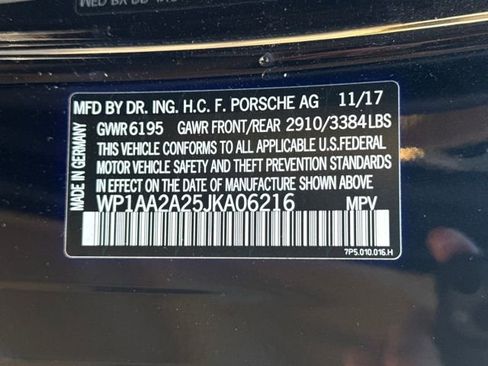 MFD BY DR. ING. H.C. F. PORSCHE AG 11/17
GVWR 6195 GAWR FRONT/REAR 2910/3384LBS
THIS VEHICLE CONFORMS TO ALL APPLICABLE U.S.FEDERAL
MOTOR VEHICLE SAFETY AND THEFT PREVENTION STANDARDS
IN EFFECT ON THE DATE OF MANUFACTURE SHOWN ABOVE.
WP1AA2A25JKA06216 MPV
7P5.010.016.H
MADE IN GERMANY